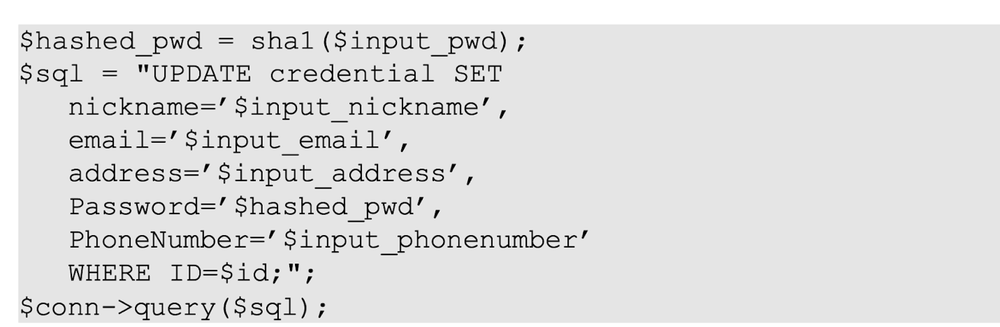 $hashed_pwd = sha1($input_pwd);
$sql = "UPDATE credential SET
nickname=’$input_nickname’,
email=’$input_email’,
address=’$input_address’,
Password=’$hashed_pwd’,
PhoneNumber=’$input_phonenumber’
WHERE ID=$id;";
$conn->query($sql);